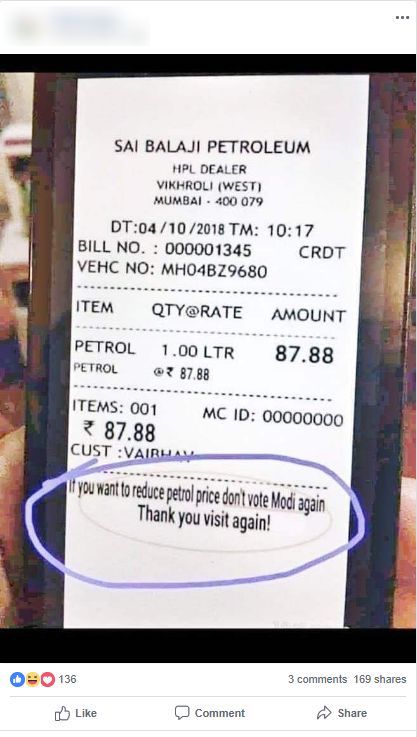 SAI BALAJI PETROLEUM
HPL DEALER
VIKHROLI (WEST)
MUMBAI - 400 079
DT:04/10/2018 TM: 10:17
BILL NO. : 000001345 CRDT
VEHC NO: MH04BZ9680
ITEM QTY@RATE AMOUNT
PETROL 1.00 LTR 87.88
PETROL @₹ 87.88
ITEMS: 001 MC ID: 00000000
₹ 87.88
CUST :VAIBHAV
If you want to reduce petrol price don't vote Modi again
Thank you visit again!
136 3 comments 169 shares
Like Comment Share